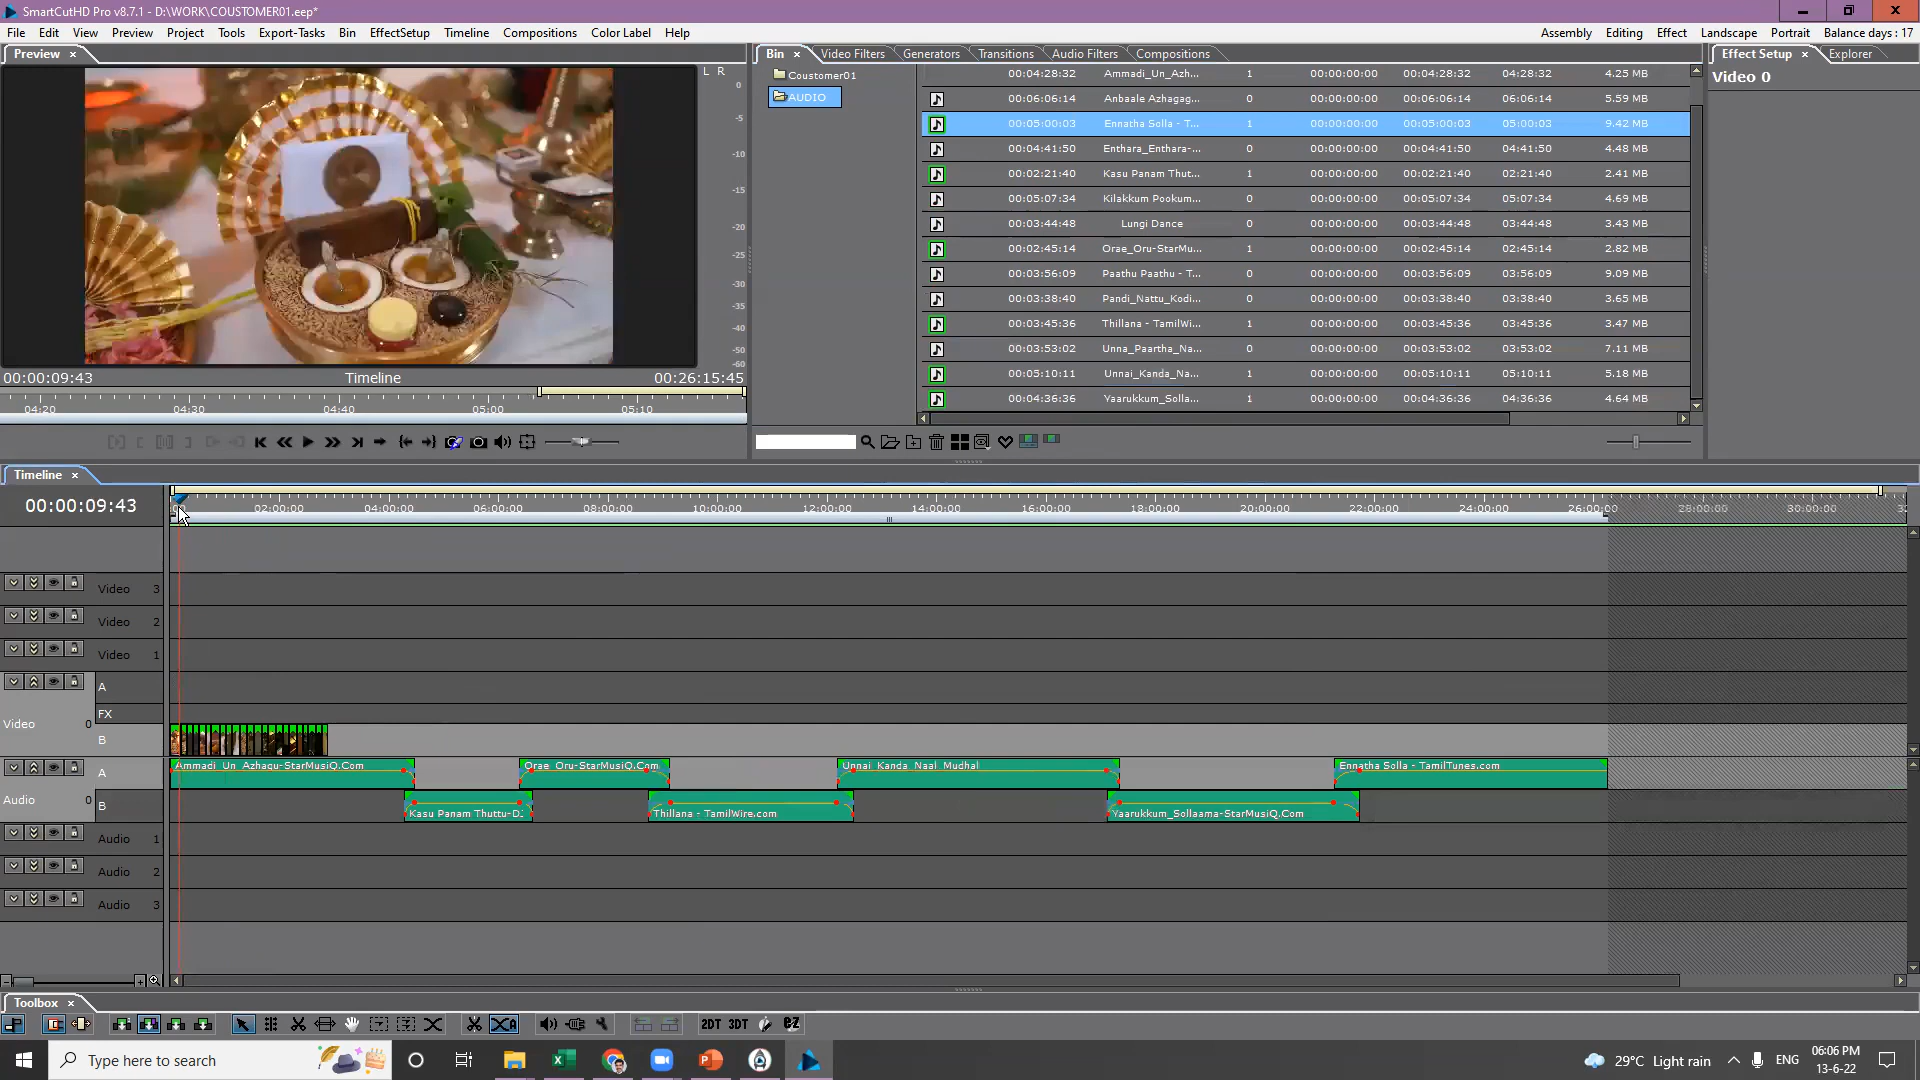 SmartCutHD Pro v8.7.1 - D:\WORK\COUSTOMER01.eep*
File Edit View Preview Project Tools Export-Tasks Bin EffectSetup Timeline Compositions Color Label Help
Assembly Editing Effect Landscape Portrait Balance days : 17
Preview
Bin Video Filters Generators Transitions Audio Filters Compositions
Effect Setup Explorer
Video 0
L R
0
-5
-10
-15
-20
-25
-30
-35
-40
-50
-60
Coustomer01
AUDIO
00:04:28:32 Ammadi_Un_Azh... 1 00:00:00:00 00:04:28:32 04:28:32 4.25 MB
00:06:06:14 Anbaale Azhagag... 0 00:00:00:00 00:06:06:14 06:06:14 5.59 MB
00:05:00:03 Ennatha Solla - T... 1 00:00:00:00 00:05:00:03 05:00:03 9.42 MB
00:04:41:50 Enthara_Enthara-... 0 00:00:00:00 00:04:41:50 04:41:50 4.48 MB
00:02:21:40 Kasu Panam Thut... 1 00:00:00:00 00:02:21:40 02:21:40 2.41 MB
00:05:07:34 Kilakkum Pookum... 0 00:00:00:00 00:05:07:34 05:07:34 4.69 MB
00:03:44:48 Lungi Dance 0 00:00:00:00 00:03:44:48 03:44:48 3.43 MB
00:02:45:14 Orae_Oru-StarMu... 1 00:00:00:00 00:02:45:14 02:45:14 2.82 MB
00:03:56:09 Paathu Paathu - T... 0 00:00:00:00 00:03:56:09 03:56:09 9.09 MB
00:03:38:40 Pandi_Nattu_Kodi... 0 00:00:00:00 00:03:38:40 03:38:40 3.65 MB
00:03:45:36 Thillana - TamilWi... 1 00:00:00:00 00:03:45:36 03:45:36 3.47 MB
00:03:53:02 Unna_Paartha_Na... 0 00:00:00:00 00:03:53:02 03:53:02 7.11 MB
00:05:10:11 Unnai_Kanda_Na... 1 00:00:00:00 00:05:10:11 05:10:11 5.18 MB
00:04:36:36 Yaarukkum_Solla... 1 00:00:00:00 00:04:36:36 04:36:36 4.64 MB
00:00:09:43 Timeline 00:26:15:45
04:20 04:30 04:40 05:00 05:10
Timeline
00:00:09:43
02:00:00 04:00:00 06:00:00 08:00:00 10:00:00 12:00:00 14:00:00 16:00:00 18:00:00 20:00:00 22:00:00 24:00:00 26:00:00 28:00:00 30:00:00
Video 3
Video 2
Video 1
A
FX
Video 0
B
A Ammadi_Un_Azhagu-StarMusiQ.Com Orae_Oru-StarMusiQ.Com Unnai_Kanda_Naal_Mudhal Ennatha Solla - TamilTunes.com
Audio 0
B Kasu Panam Thuttu-D. Thillana - TamilWire.com Yaarukkum_Sollaama-StarMusiQ.Com
Audio 1
Audio 2
Audio 3
Toolbox
2DT 3DT
Type here to search
29°C Light rain ENG
06:06 PM
13-6-22